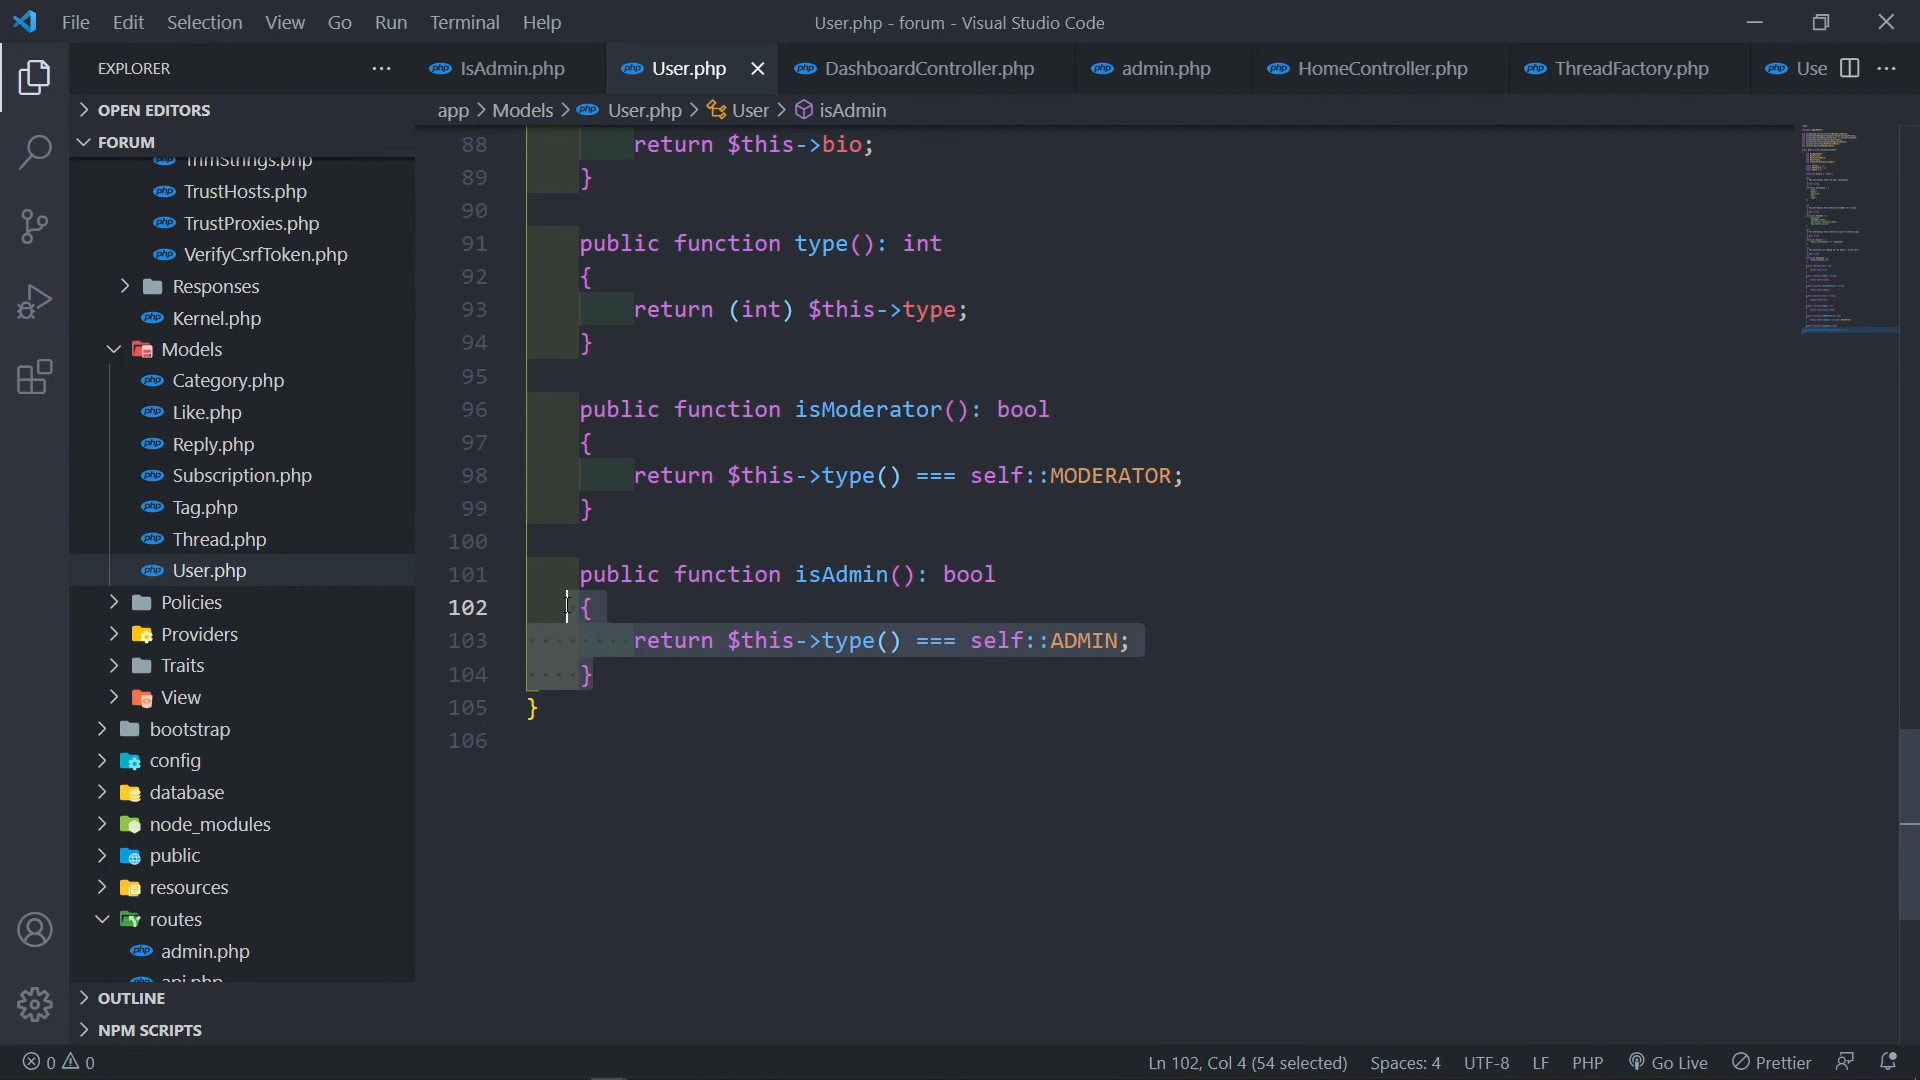 File Edit Selection View Go Run Terminal Help
User.php - forum - Visual Studio Code
EXPLORER
IsAdmin.php
User.php
DashboardController.php
admin.php
HomeController.php
ThreadFactory.php
Use
OPEN EDITORS
app > Models > User.php > User > isAdmin
FORUM
TrimStrings.php
TrustHosts.php
TrustProxies.php
VerifyCsrfToken.php
Responses
Kernel.php
Models
Category.php
Like.php
Reply.php
Subscription.php
Tag.php
Thread.php
User.php
Policies
Providers
Traits
View
bootstrap
config
database
node_modules
public
resources
routes
admin.php
api.php
OUTLINE
NPM SCRIPTS
88 return $this->bio;
89 }
90
91 public function type(): int
92 {
93 return (int) $this->type;
94 }
95
96 public function isModerator(): bool
97 {
98 return $this->type() === self::MODERATOR;
99 }
100
101 public function isAdmin(): bool
102 {
103 return $this->type() === self::ADMIN;
104 }
105 }
106
0 0
Ln 102, Col 4 (54 selected) Spaces: 4 UTF-8 LF PHP Go Live Prettier